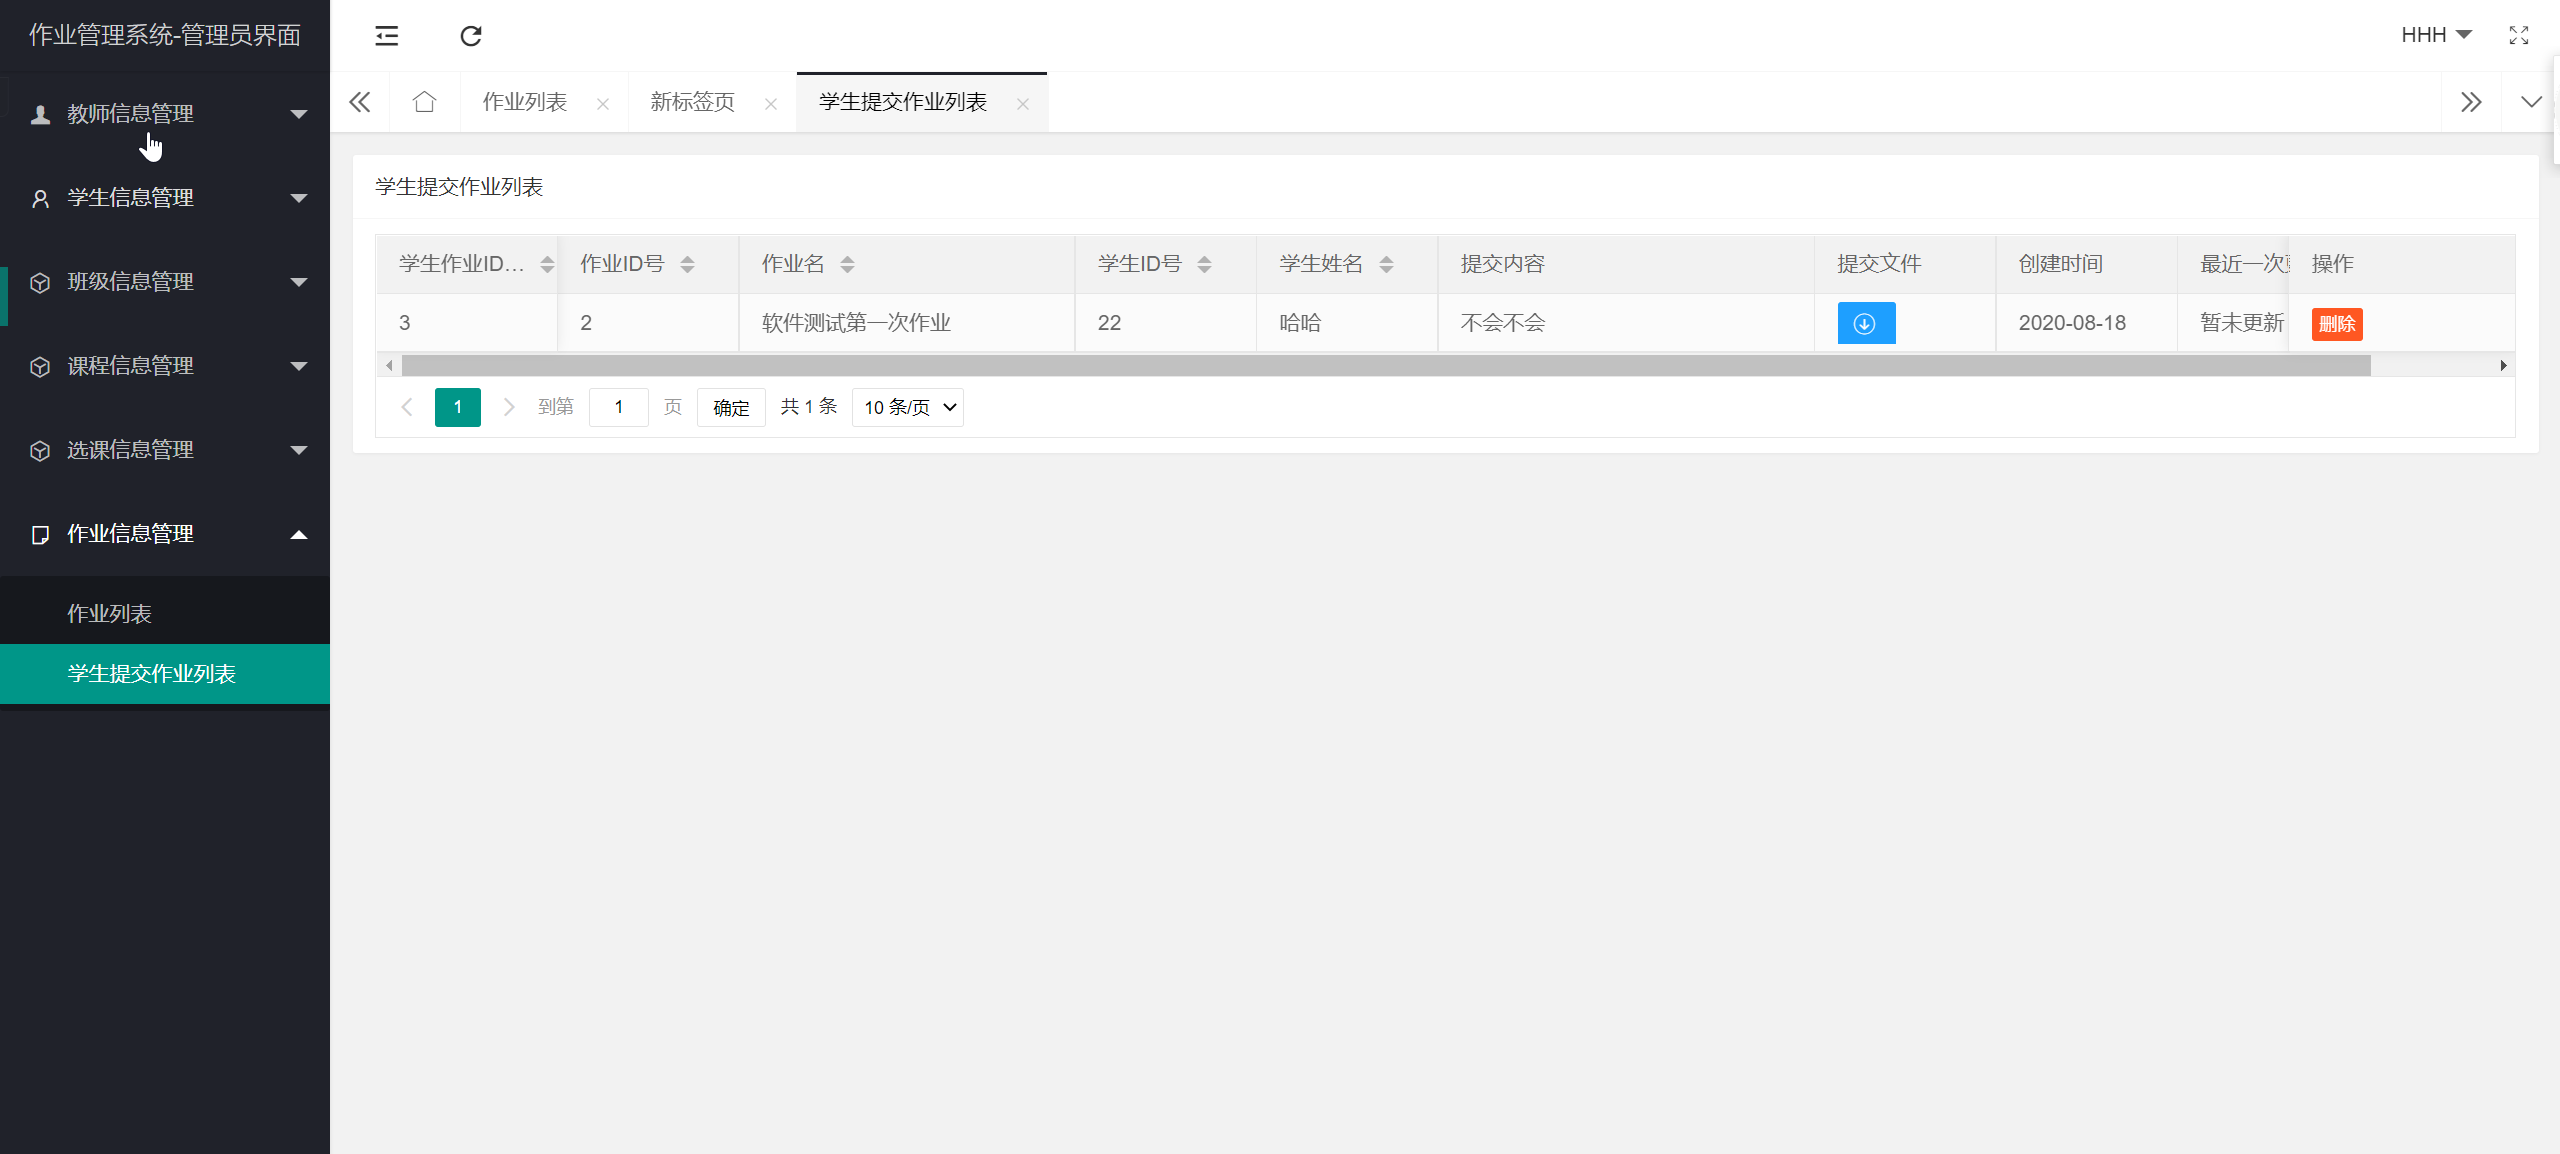 作业管理系统-管理员界面
HHH
教师信息管理
学生信息管理
班级信息管理
课程信息管理
选课信息管理
作业信息管理
作业列表
学生提交作业列表
作业列表
新标签页
学生提交作业列表
学生提交作业列表
学生作业ID... 作业ID号 作业名 学生ID号 学生姓名 提交内容 提交文件 创建时间 最近一次 操作
3 2 软件测试第一次作业 22 哈哈 不会不会 2020-08-18 暂未更新 删除
1 到第 1 页 确定 共 1 条 10 条/页